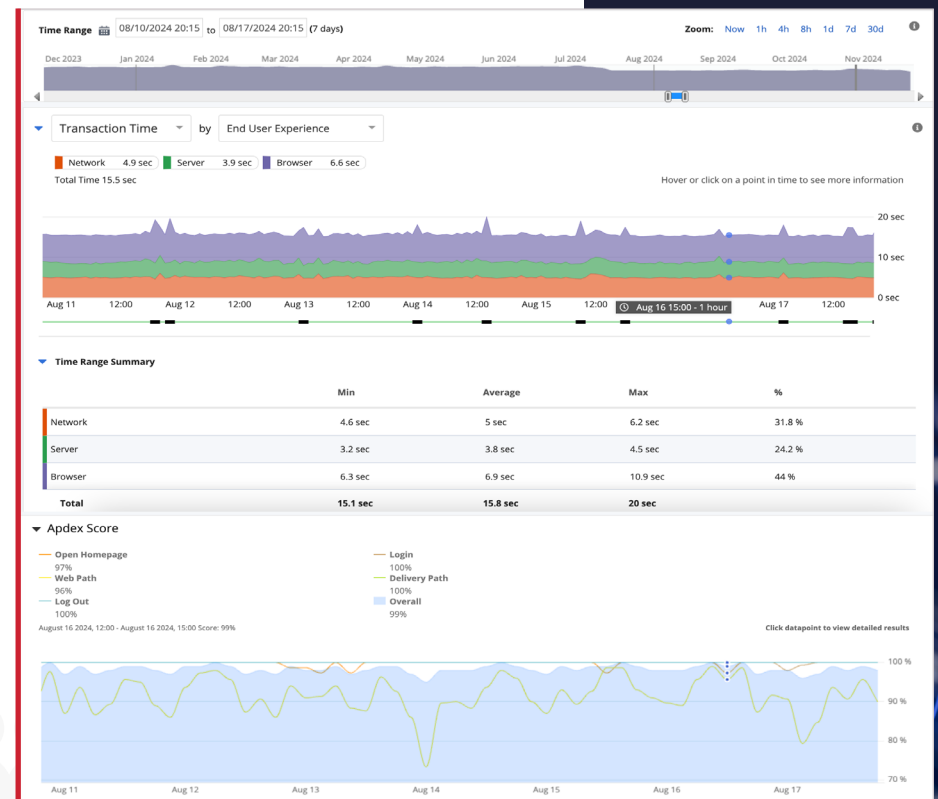 Time Range 08/10/2024 20:15 to 08/17/2024 20:15 (7 days) Zoom: Now 1h 4h 8h 1d 7d 30d
Dec 2023 Jan 2024 Feb 2024 Mar 2024 Apr 2024 May 2024 Jun 2024 Jul 2024 Aug 2024 Sep 2024 Oct 2024 Nov 2024
Transaction Time by End User Experience
Network 4.9 sec Server 3.9 sec Browser 6.6 sec
Total Time 15.5 sec Hover or click on a point in time to see more information
20 sec
10 sec
0 sec
Aug 11 12:00 Aug 12 12:00 Aug 13 12:00 Aug 14 12:00 Aug 15 12:00 Aug 17 12:00
Aug 16 15:00 - 1 hour
Time Range Summary
Min Average Max %
Network 4.6 sec 5 sec 6.2 sec 31.8 %
Server 3.2 sec 3.8 sec 4.5 sec 24.2 %
Browser 6.3 sec 6.9 sec 10.9 sec 44 %
Total 15.1 sec 15.8 sec 20 sec
Apdex Score
Open Homepage Login
97% 100%
Web Path Delivery Path
96% 100%
Log Out Overall
100% 99%
August 16 2024, 12:00 - August 16 2024, 15:00 Score: 99% Click datapoint to view detailed results
100 %
90 %
80 %
70 %
Aug 11 Aug 12 Aug 13 Aug 14 Aug 15 Aug 16 Aug 17